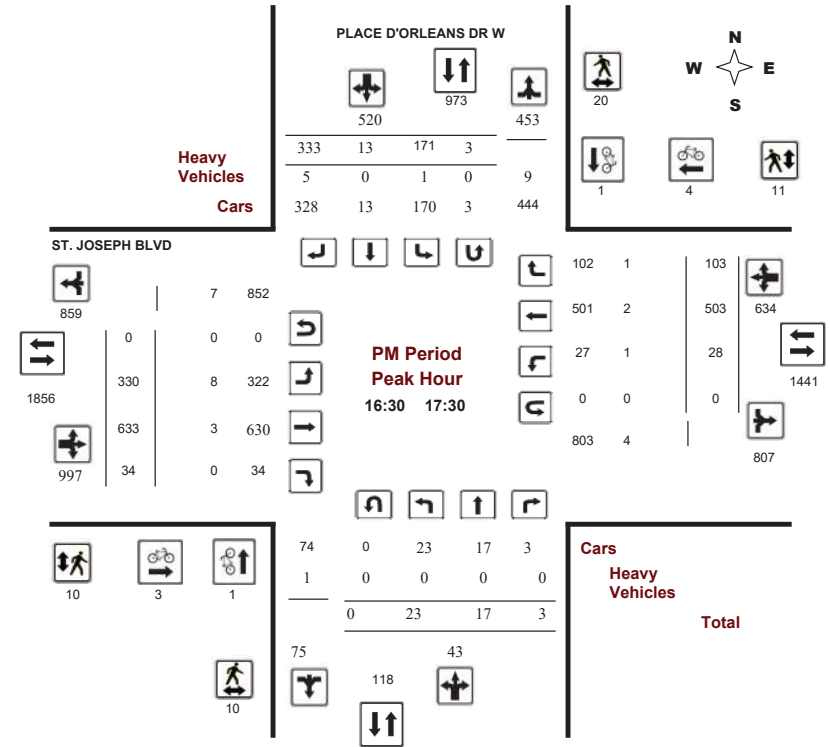 PLACE D'ORLEANS DR W
N
W E
S
973
20
520 453
333 13 171 3
Heavy
Vehicles
5 0 1 0 9
1 4 11
Cars 328 13 170 3 444
ST. JOSEPH BLVD
102 1 103
859 7 852
501 2 503 634
0 0 0
PM Period
27 1 28
Peak Hour
1856 330 8 322 1441
16:30 17:30
0 0 0
633 3 630
803 4
807
997 34 0 34
74 0 23 17 3 Cars
1 0 0 0 0 Heavy
Vehicles
10 3 1
0 23 17 3 Total
75 43
118
10